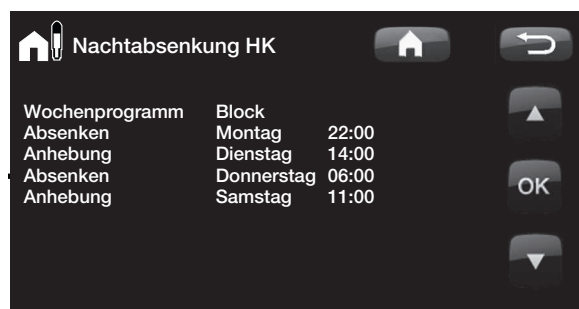 Nachtabsenkung HK
Wochenprogramm Block
Absenken Montag 22:00
Anhebung Dienstag 14:00
Absenken Donnerstag 06:00
Anhebung Samstag 11:00
OK